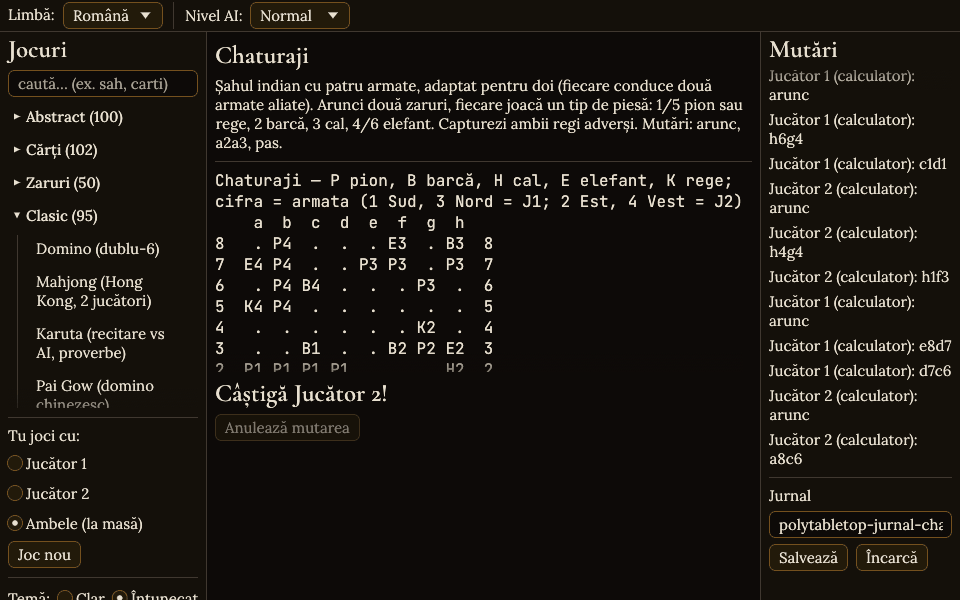 Limbă: Română ▼ Nivel AI: Normal ▼
Jocuri
caută... (ex. sah, carti)
▸ Abstract (100)
▸ Cărți (102)
▸ Zaruri (50)
▾ Clasic (95)
Domino (dublu-6)
Mahjong (Hong
Kong, 2 jucători)
Karuta (recitare vs
AI, proverbe)
Pai Gow (domino
chinezesc)
Tu joci cu:
Jucător 1
Jucător 2
Ambele (la masă)
Joc nou
Temă: Clar Întunecat
Chaturaji
Șahul indian cu patru armate, adaptat pentru doi (fiecare conduce două
armate aliate). Arunci două zaruri, fiecare joacă un tip de piesă: 1/5 pion sau
rege, 2 barcă, 3 cal, 4/6 elefant. Capturezi ambii regi adverși. Mutări: arunc,
a2a3, pas.
Chaturaji — P pion, B barcă, H cal, E elefant, K rege;
cifra = armata (1 Sud, 3 Nord = J1; 2 Est, 4 Vest = J2)
a b c d e f g h
8 . P4 . . . E3 . B3 8
7 E4 P4 . . P3 P3 . P3 7
6 . P4 B4 . . . P3 . 6
5 K4 P4 . . . . . . 5
4 . . . . . . K2 . 4
3 . . B1 . . B2 P2 E2 3
2 P1 P1 P1 P1 H2 2
Câștigă Jucător 2!
Anulează mutarea
Mutări
Jucător 1 (calculator):
arunc
Jucător 1 (calculator):
h6g4
Jucător 1 (calculator): c1d1
Jucător 2 (calculator):
arunc
Jucător 2 (calculator):
h4g4
Jucător 2 (calculator): h1f3
Jucător 1 (calculator):
arunc
Jucător 1 (calculator): e8d7
Jucător 1 (calculator): d7c6
Jucător 2 (calculator):
arunc
Jucător 2 (calculator):
a8c6
Jurnal
polytabletop-jurnal-cha
Salvează Încarcă